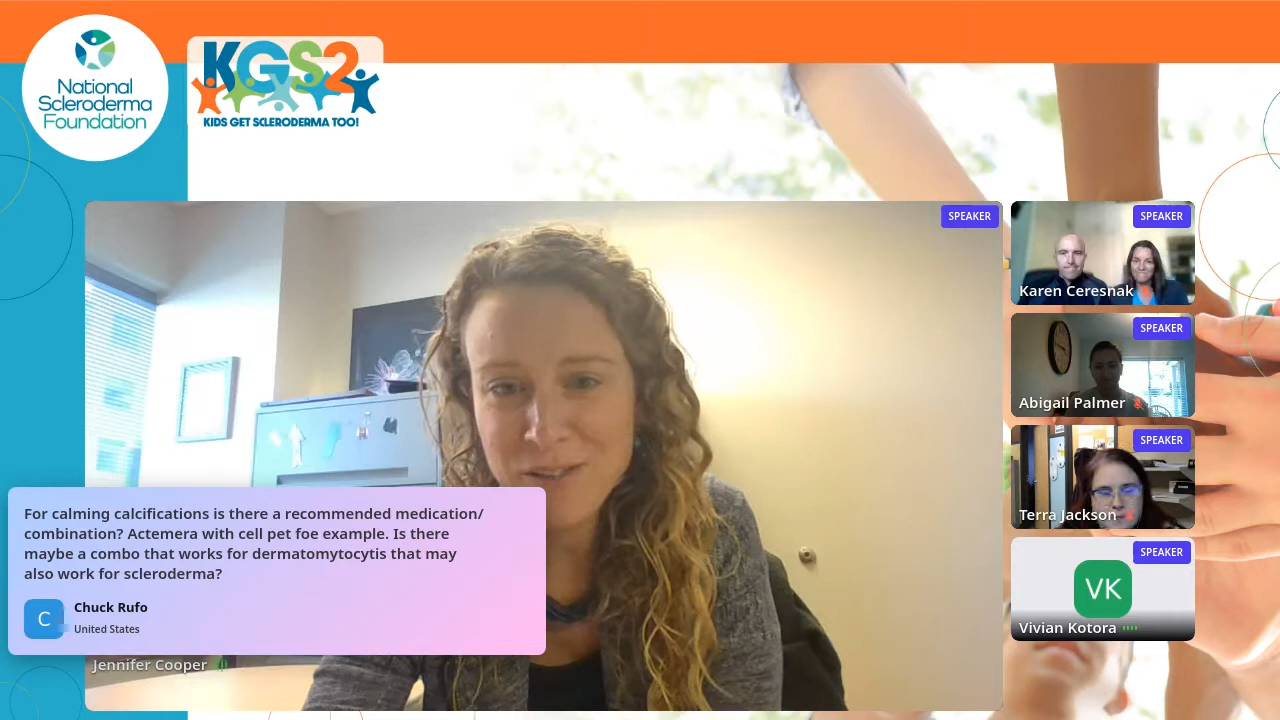 National
Scleroderma
Foundation
KGS2
KIDS GET SCLERODERMA TOO!
SPEAKER
SPEAKER
Karen Ceresnak
SPEAKER
Abigail Palmer
SPEAKER
Terra Jackson
SPEAKER
VK
Vivian Kotora
For calming calcifications is there a recommended medication/
combination? Actemera with cell pet foe example. Is there
maybe a combo that works for dermatomytocytis that may
also work for scleroderma?
C
Chuck Rufo
United States
Jennifer Cooper